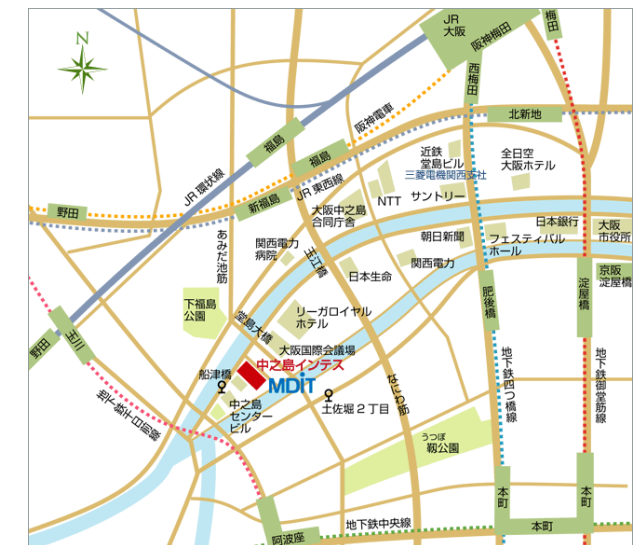 N
JR
大阪
阪神梅田
梅田
西梅田
北新地
阪神電車
福島
福島
JR 環状線
JR 東西線
新福島
野田
近鉄
堂島ビル
三菱電機関西支社
全日空
大阪ホテル
NTT
サントリー
大阪中之島
合同庁舎
あみだ池筋
関西電力
病院
玉江橋
日本生命
朝日新聞
関西電力
フェスティバル
ホール
日本銀行
大阪
市役所
京阪
淀屋橋
淀屋橋
肥後橋
下福島
公園
堂島大橋
リーガロイヤル
ホテル
大阪国際会議場
中之島インテス
MDIT
船津橋
中之島
センター
ビル
土佐堀2丁目
なにわ筋
野田
玉川
地下鉄千日前線
地下鉄四つ橋線
地下鉄御堂筋線
うつぼ
靱公園
本町
本町
本町
地下鉄中央線
阿波座